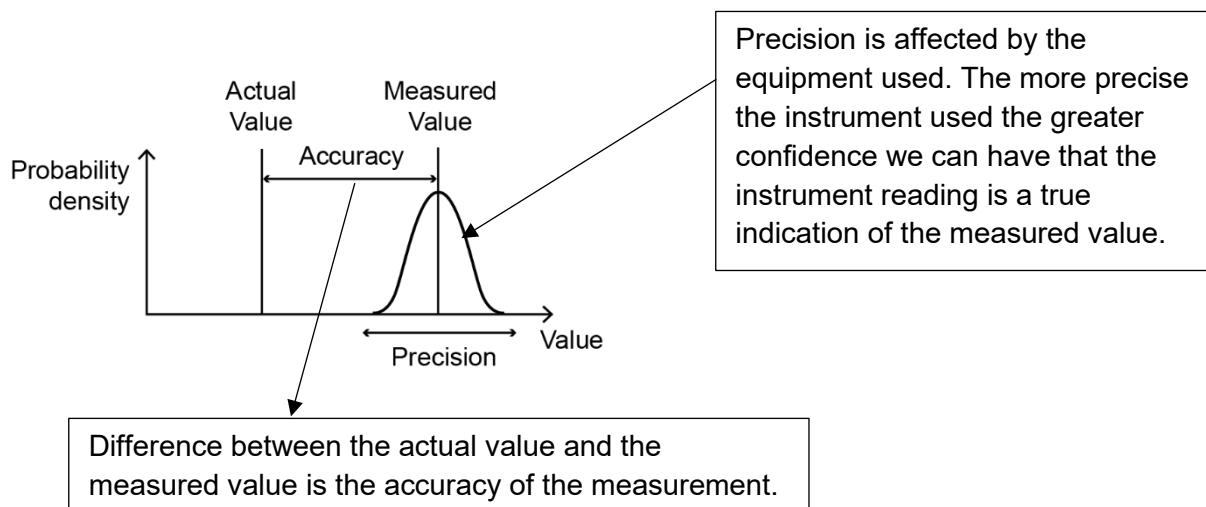 Precision is affected by the
equipment used. The more precise
the instrument used the greater
confidence we can have that the
instrument reading is a true
indication of the measured value.
Actual
Value
Measured
Value
Accuracy
Probability
density
Value
Precision
Difference between the actual value and the
measured value is the accuracy of the measurement.